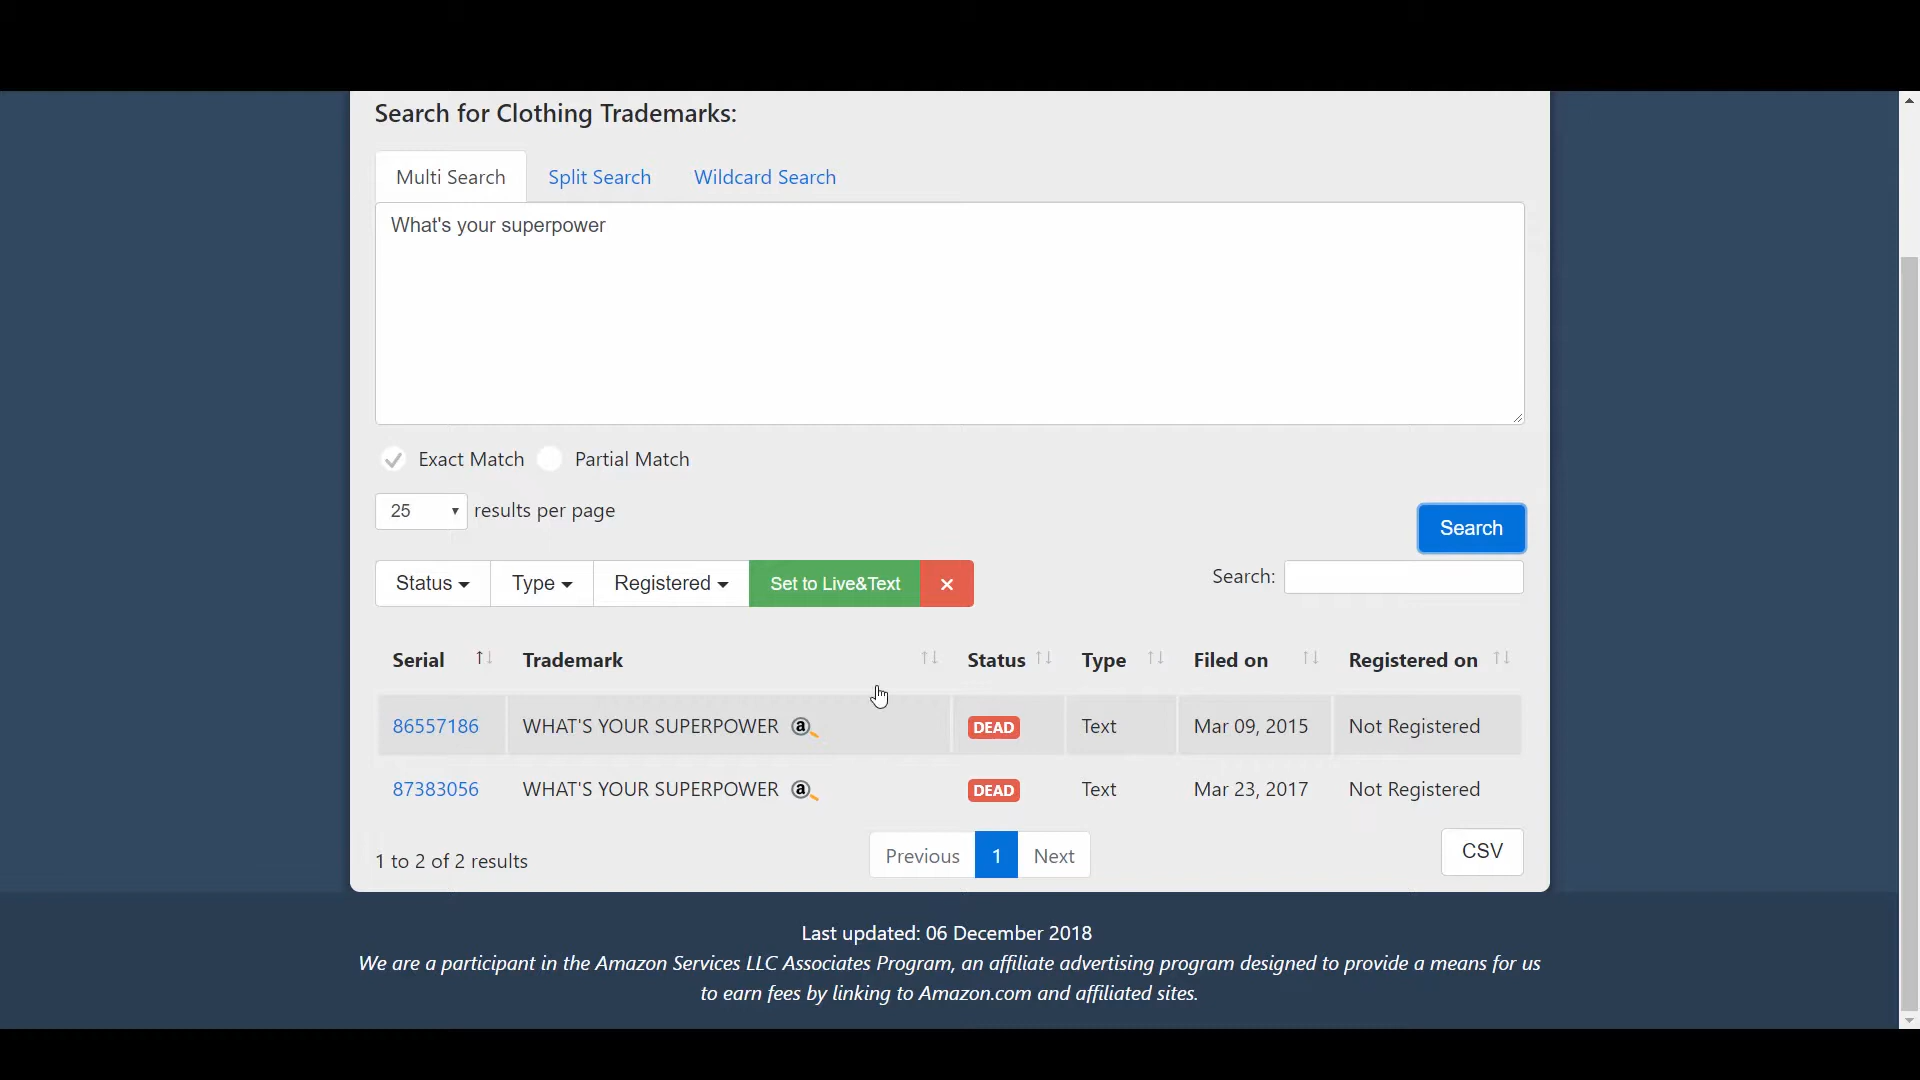 Search for Clothing Trademarks:
Multi Search Split Search Wildcard Search
What's your superpower
Exact Match Partial Match
25 results per page
Search
Status Type Registered Set to Live&Text × Search:
Serial Trademark Status Type Filed on Registered on
86557186 WHAT'S YOUR SUPERPOWER a DEAD Text Mar 09, 2015 Not Registered
87383056 WHAT'S YOUR SUPERPOWER a DEAD Text Mar 23, 2017 Not Registered
1 to 2 of 2 results Previous 1 Next CSV
Last updated: 06 December 2018
We are a participant in the Amazon Services LLC Associates Program, an affiliate advertising program designed to provide a means for us
to earn fees by linking to Amazon.com and affiliated sites.